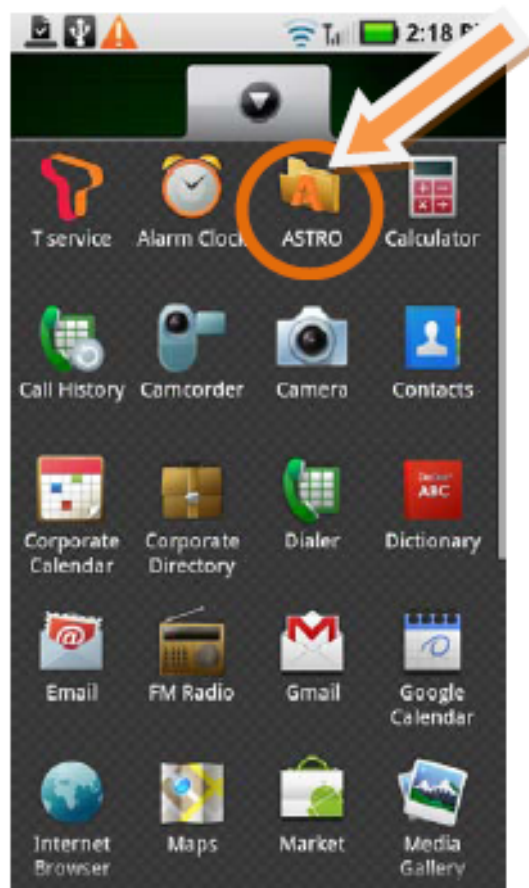 2:18 P
T service Alarm Clock ASTRO Calculator
A
Call History Camcorder Camera Contacts
ABC
Corporate Calendar
Corporate Directory
Dialer Dictionary
Email FM Radio Gmail
Google Calendar
Internet Browser
Maps Market
Media Gallery